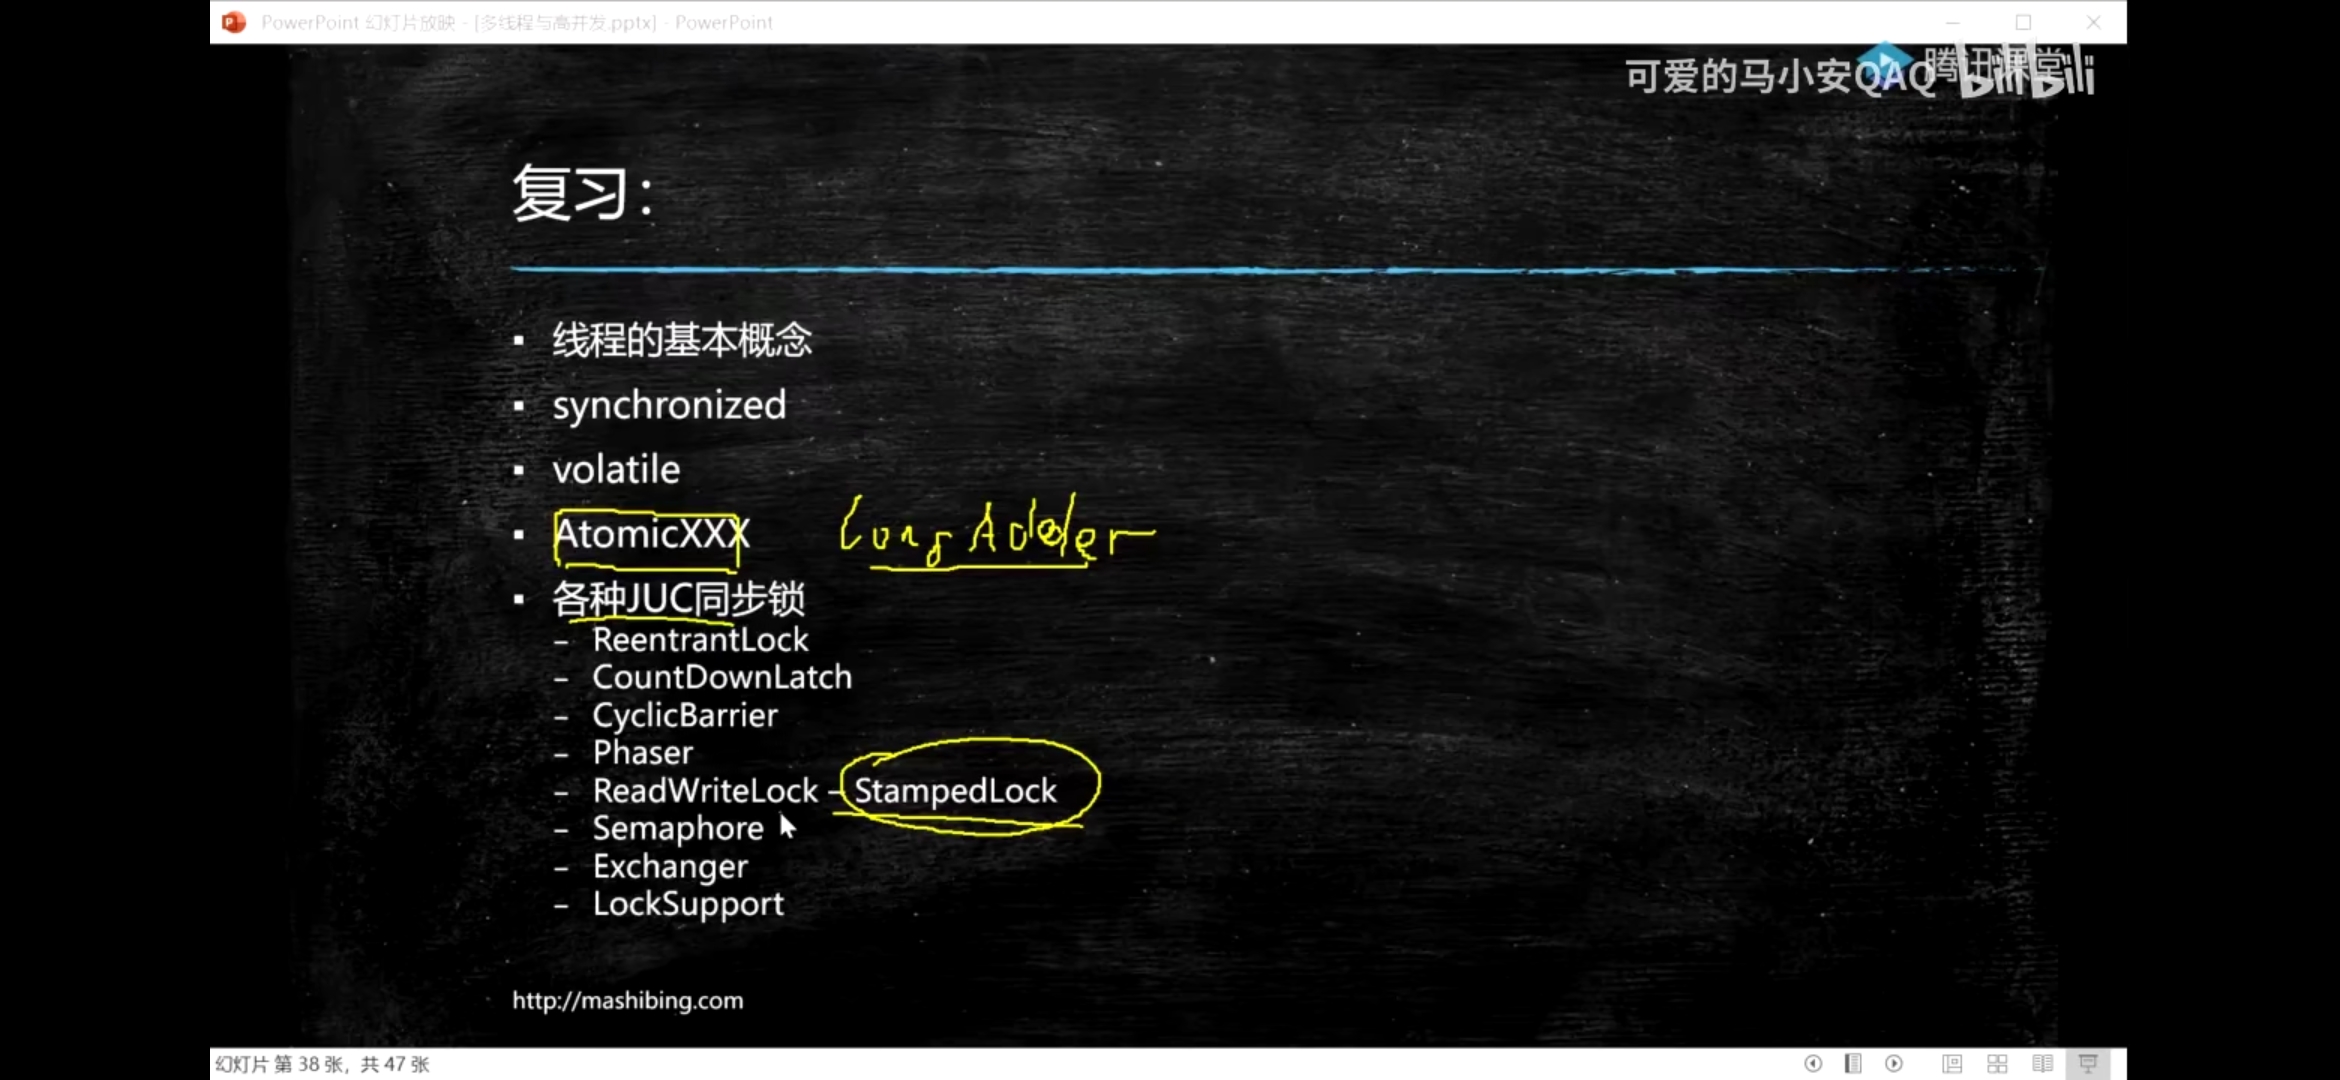 PowerPoint 幻灯片放映 - [多线程与高并发.pptx] - PowerPoint
可爱的马小安QAQ 腾讯课堂 bilibili
复习：
▪ 线程的基本概念
▪ synchronized
▪ volatile
▪ AtomicXXX LongAdder
▪ 各种JUC同步锁
– ReentrantLock
– CountDownLatch
– CyclicBarrier
– Phaser
– ReadWriteLock – StampedLock
– Semaphore
– Exchanger
– LockSupport
http://mashibing.com
幻灯片 第 38 张，共 47 张